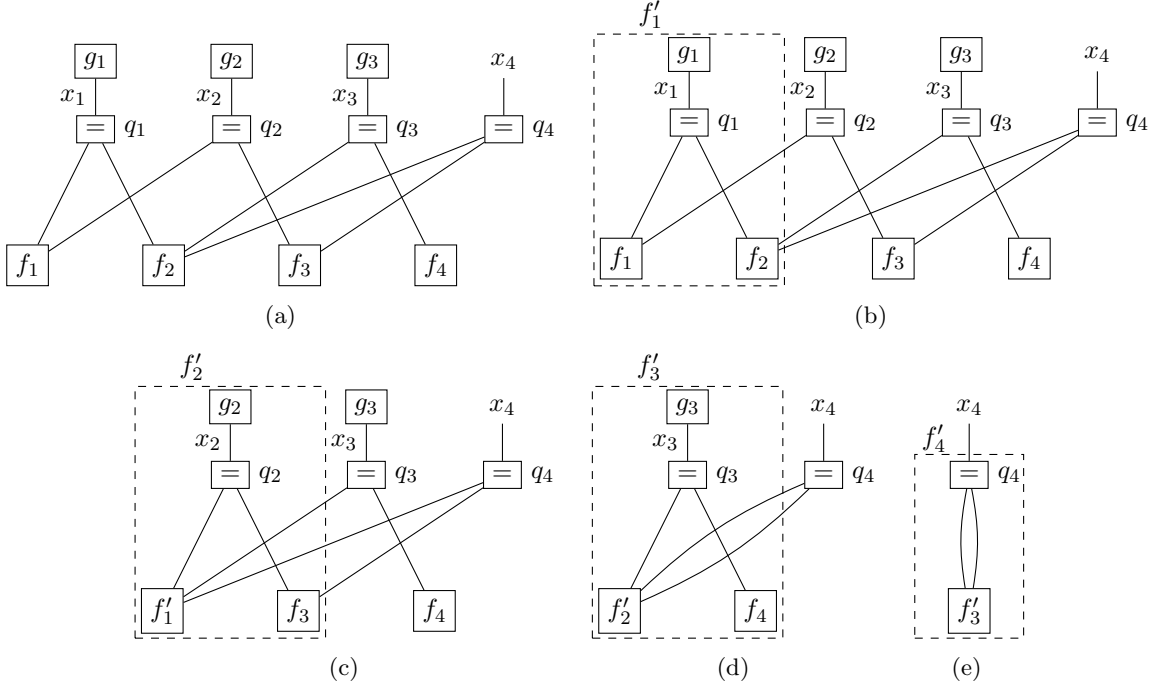 f′₁
g₁ g₂ g₃ x₄ g₁ g₂ g₃ x₄
x₁ x₂ x₃ x₁ x₂ x₃
= q₁ = q₂ = q₃ = q₄ = q₁ = q₂ = q₃ = q₄
f₁ f₂ f₃ f₄ f₁ f₂ f₃ f₄
(a) (b)
f′₂ f′₃
g₂ g₃ x₄ g₃ x₄ x₄
x₂ x₃ x₃ f′₄
= q₂ = q₃ = q₄ = q₃ = q₄ = q₄
f′₁ f₃ f₄ f′₂ f₄ f′₃
(c) (d) (e)